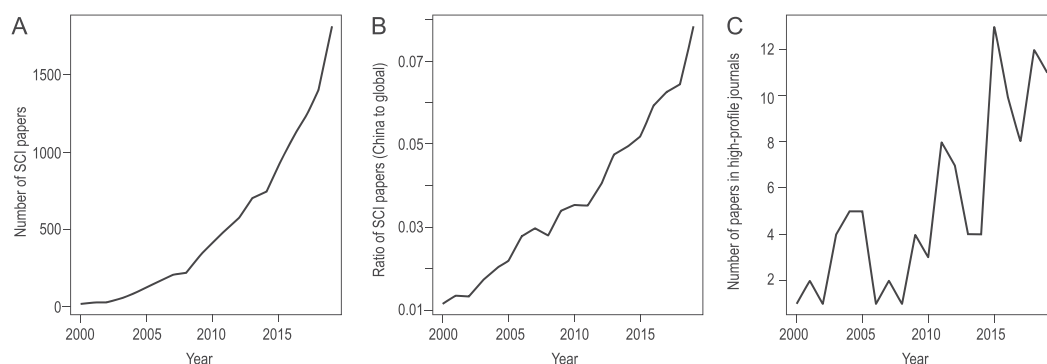 A
Number of SCI papers
1500
1000
500
0
2000 2005 2010 2015
Year
B
Ratio of SCI papers (China to global)
0.07
0.05
0.03
0.01
2000 2005 2010 2015
Year
C
Number of papers in high-profile journals
12
10
8
6
4
2
2000 2005 2010 2015
Year